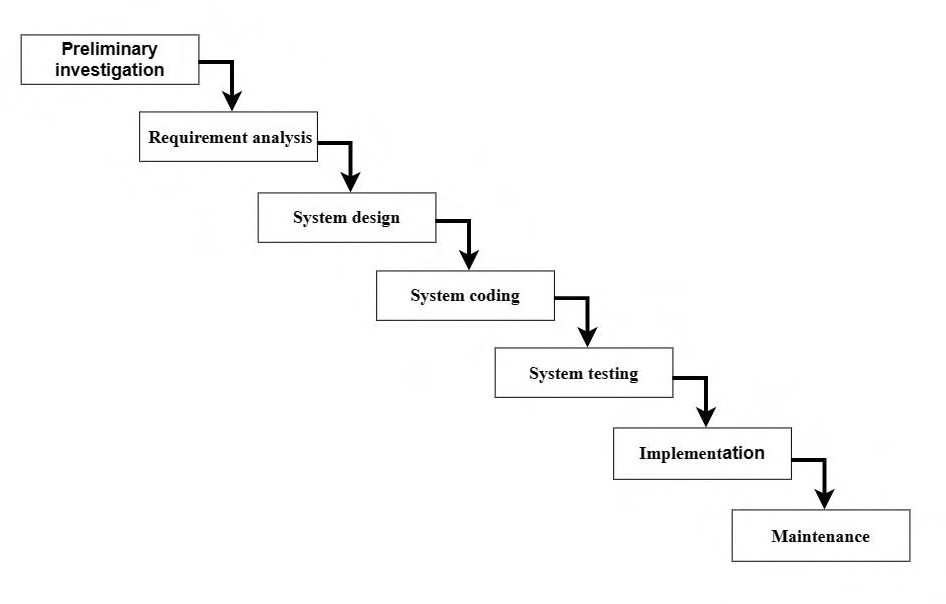 Preliminary
investigation
Requirement analysis
System design
System coding
System testing
Implementation
Maintenance